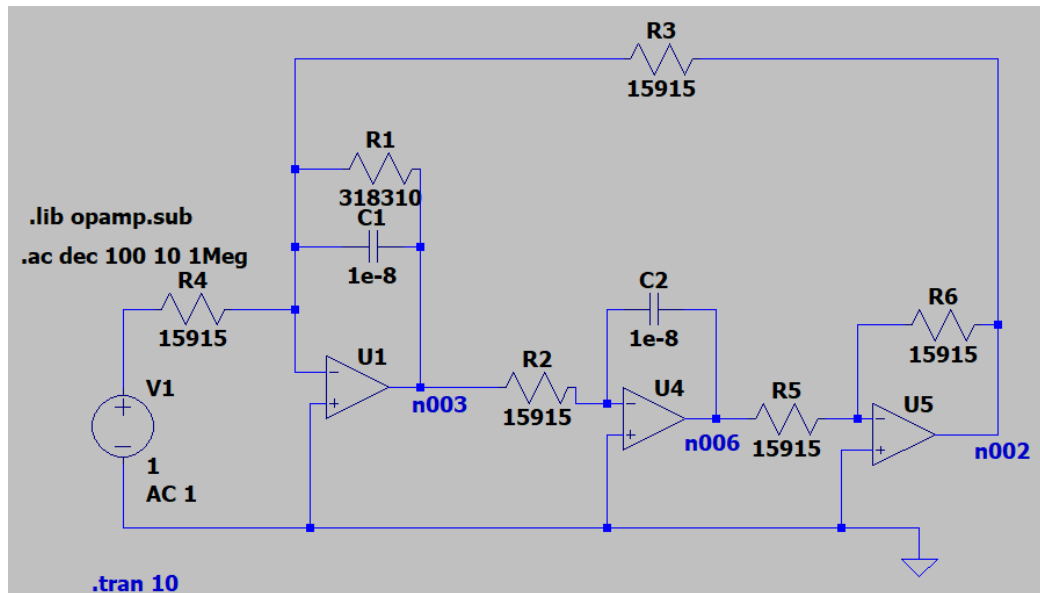 R3
15915
R1
318310
.lib opamp.sub
C1
.ac dec 100 10 1Meg
1e-8
R4
15915
C2
1e-8
R6
15915
U1
R2
15915
n003
V1
U4
R5
15915
U5
n006
n002
1
AC 1
.tran 10